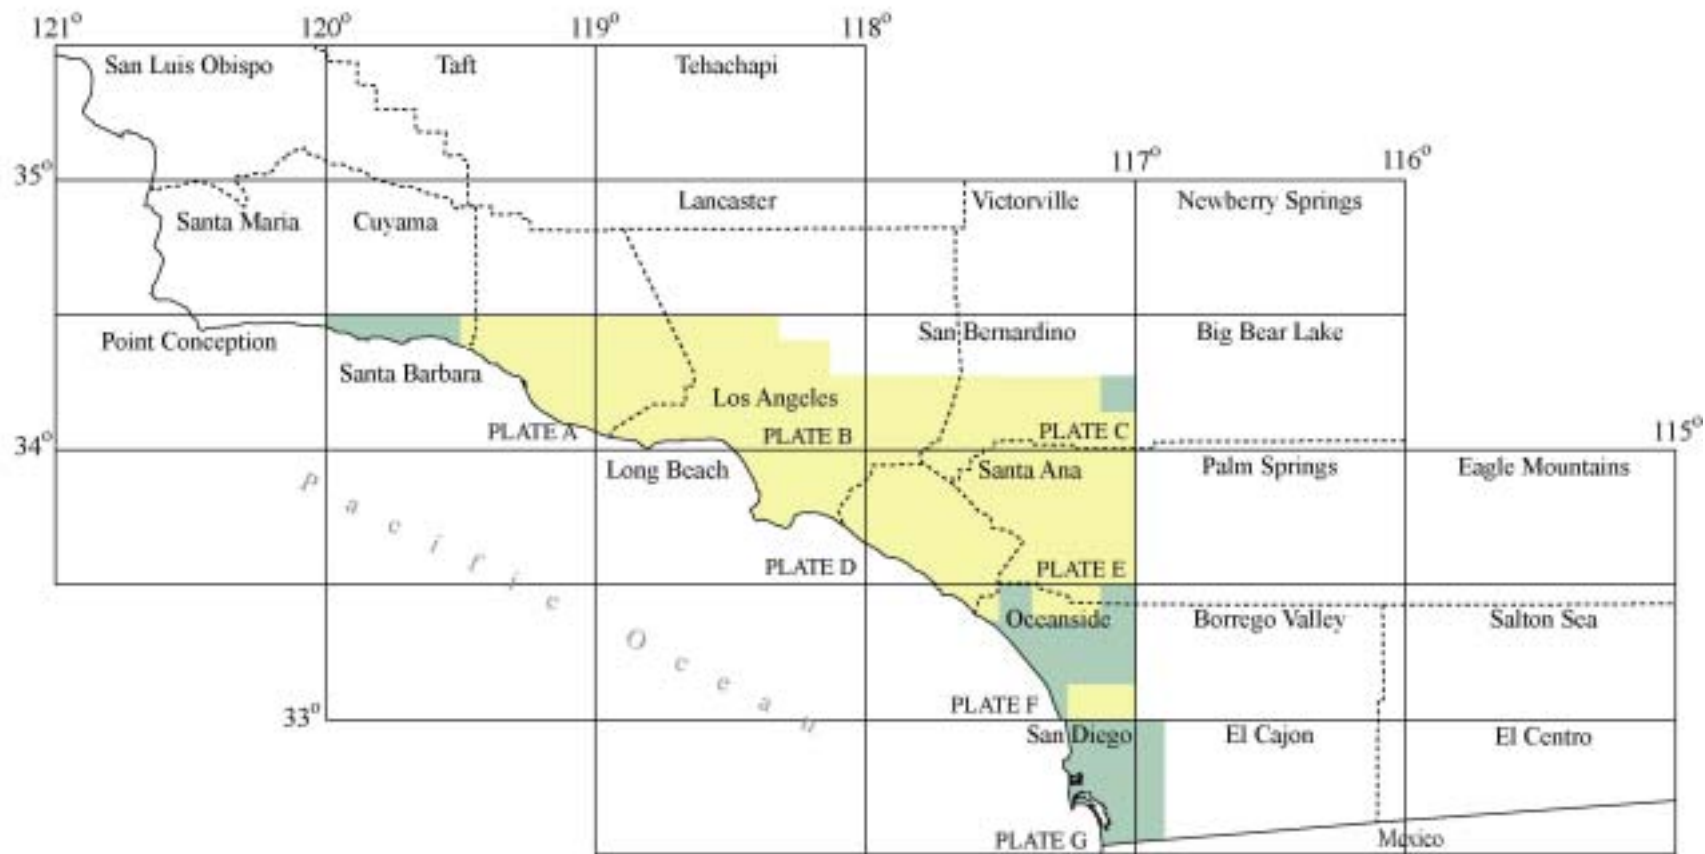 121° 120° 119° 118°
San Luis Obispo Taft Tehachapi
117° 116°
35°
Santa Maria Cuyama Lancaster Victorville Newberry Springs
Point Conception Santa Barbara Los Angeles San Bernardino Big Bear Lake
PLATE A PLATE B PLATE C
34° 115°
Long Beach Santa Ana Palm Springs Eagle Mountains
Pacific Ocean
PLATE D PLATE E
Oceanside Borrego Valley Salton Sea
PLATE F
33°
San Diego El Cajon El Centro
PLATE G Mexico